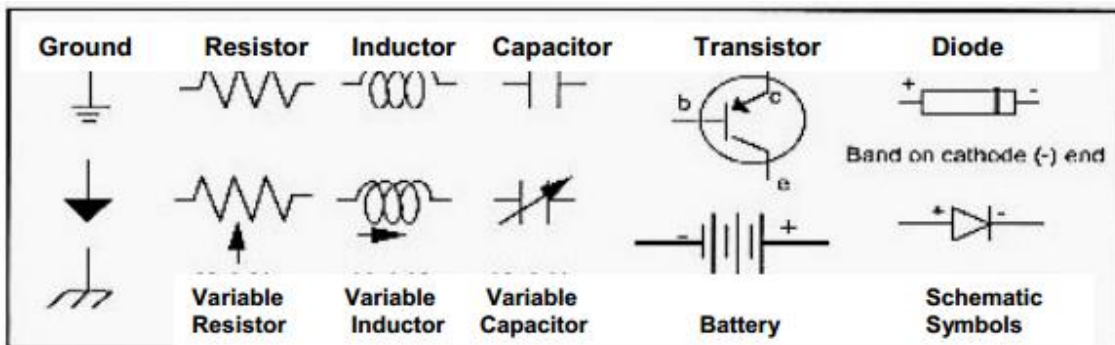 Ground Resistor Inductor Capacitor Transistor Diode
b c e
+ -
Band on cathode (-) end
+ -
- +
Variable Resistor
Variable Inductor
Variable Capacitor
Battery
Schematic Symbols